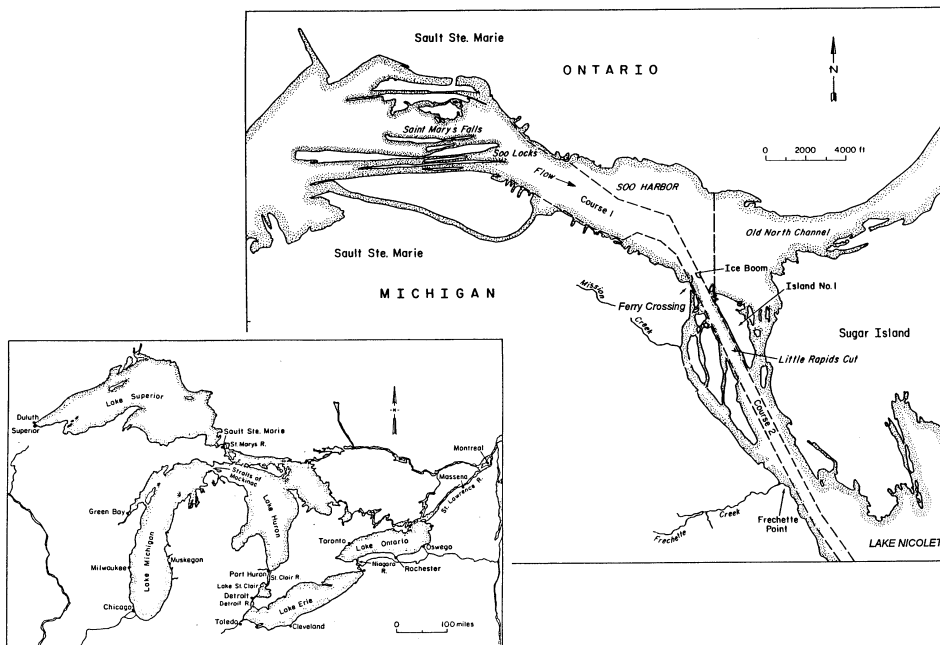 Sault Ste. Marie
ONTARIO
N
Saint Mary's Falls
Soo Locks
0 2000 4000 ft
Flow
SOO HARBOR
Course 1
Old North Channel
Sault Ste. Marie
Ice Boom
MICHIGAN
Mission
Creek
Ferry Crossing
Island No. 1
Sugar Island
Little Rapids Cut
Course 2
Frechette
Creek
Frechette
Point
LAKE NICOLET
Lake Superior
Duluth
Superior
Sault Ste. Marie
St. Marys R.
Montreal
Massena
St. Lawrence R.
Straits of
Mackinac
Green Bay
Lake Huron
Lake Michigan
Toronto
Lake Ontario
Oswego
Niagara
R.
Rochester
Milwaukee
Muskegon
Port Huron
St. Clair R.
Lake St. Clair
Detroit
Detroit R.
Chicago
Lake Erie
Toledo
Cleveland
0 100 miles